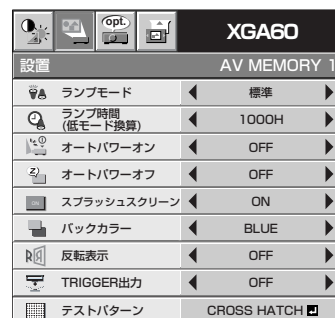 opt.
XGA60
設置 AV MEMORY 1
ランプモード 標準
ランプ時間
(低モード換算) 1000H
オートパワーオン OFF
オートパワーオフ OFF
スプラッシュスクリーン ON
バックカラー BLUE
反転表示 OFF
TRIGGER出力 OFF
テストパターン CROSS HATCH